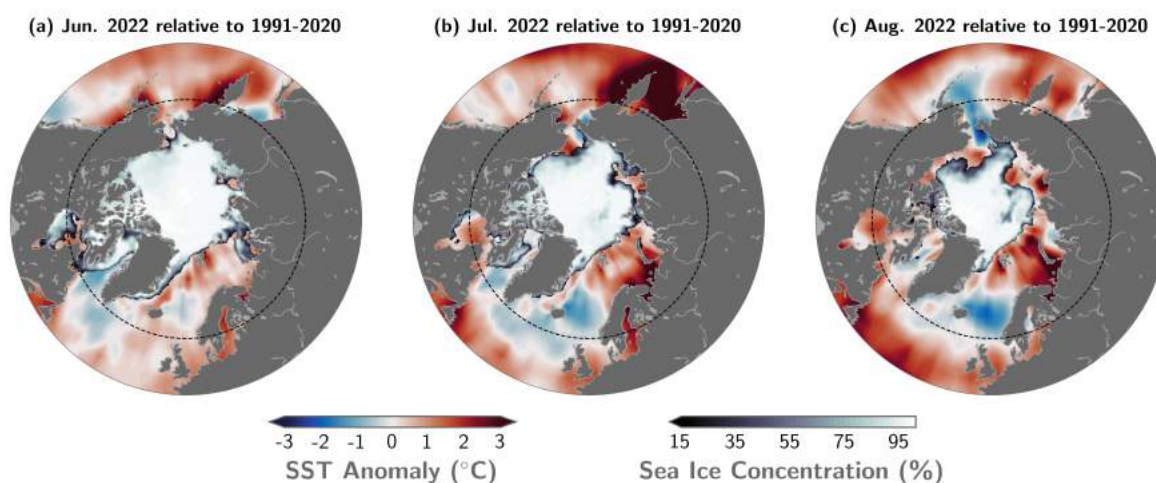 (a) Jun. 2022 relative to 1991-2020
(b) Jul. 2022 relative to 1991-2020
(c) Aug. 2022 relative to 1991-2020
-3 -2 -1 0 1 2 3
SST Anomaly (°C)
15 35 55 75 95
Sea Ice Concentration (%)